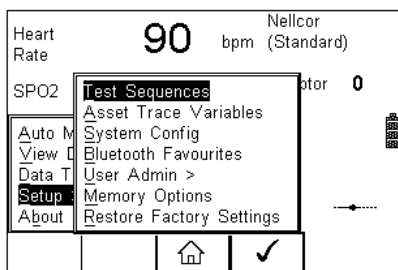 Heart Rate 90 bpm Nellcor (Standard)
SPO2 0
Test Sequences
Asset Trace Variables
System Config
Bluetooth Favourites
User Admin >
Memory Options
Restore Factory Settings
Auto
View
Data
Setup
About